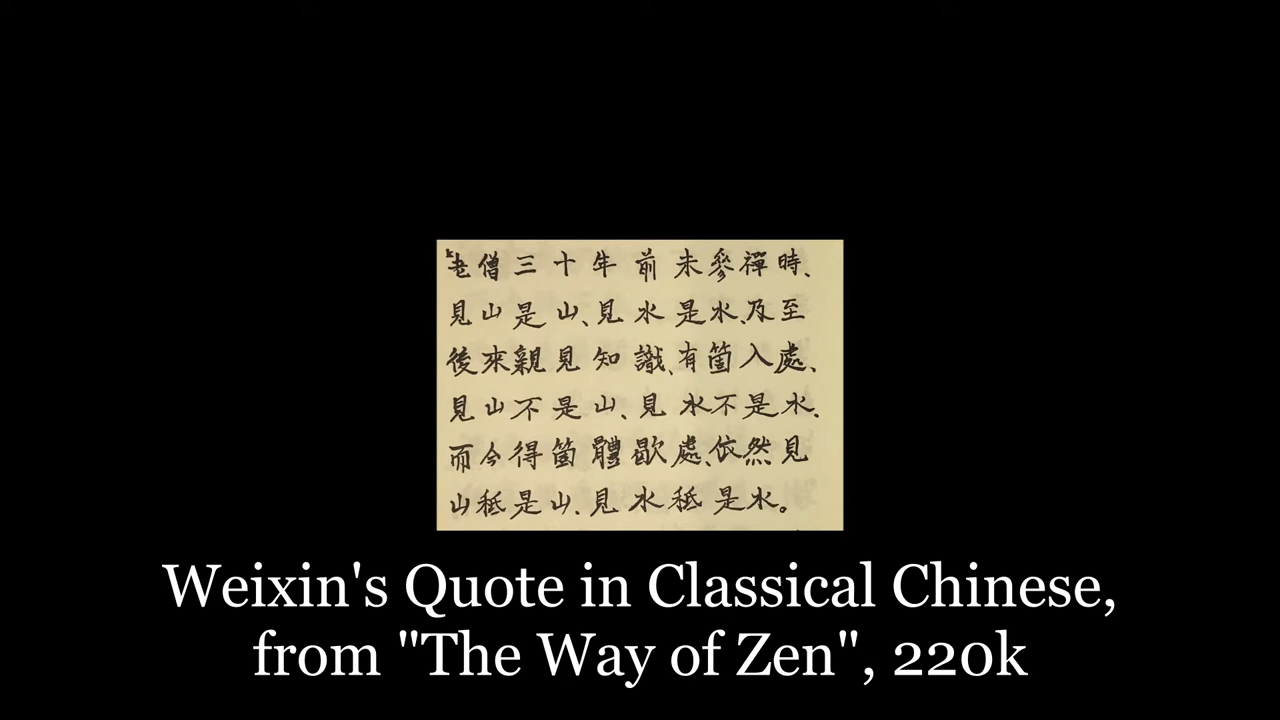 老僧三十年前未參禪時、
見山是山、見水是水、乃至
後來親見知識、有箇入處、
見山不是山、見水不是水、
而今得箇體歇處、依然見
山秪是山、見水秪是水。
Weixin's Quote in Classical Chinese,
from "The Way of Zen", 220k